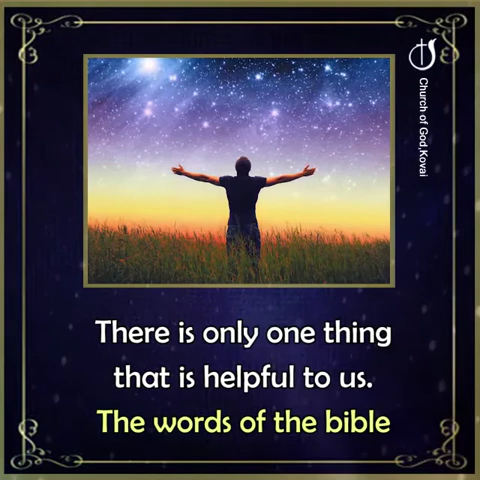 Church of God,Kovai
There is only one thing
that is helpful to us.
The words of the bible